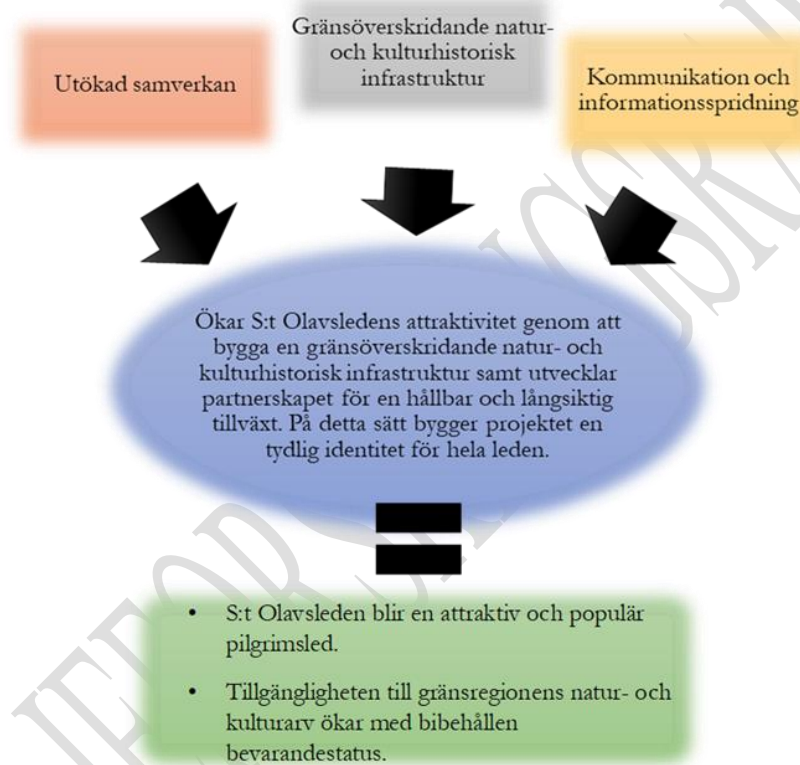 Utökad samverkan
Gränsöverskridande natur-
och kulturhistorisk
infrastruktur
Kommunikation och
informationsspridning
Ökar S:t Olavsledens attraktivitet genom att
bygga en gränsöverskridande natur- och
kulturhistorisk infrastruktur samt utvecklar
partnerskapet för en hållbar och långsiktig
tillväxt. På detta sätt bygger projektet en
tydlig identitet för hela leden.
• S:t Olavsleden blir en attraktiv och populär
pilgrimsled.
• Tillgängligheten till gränsregionens natur- och
kulturarv ökar med bibehållen
bevarandestatus.